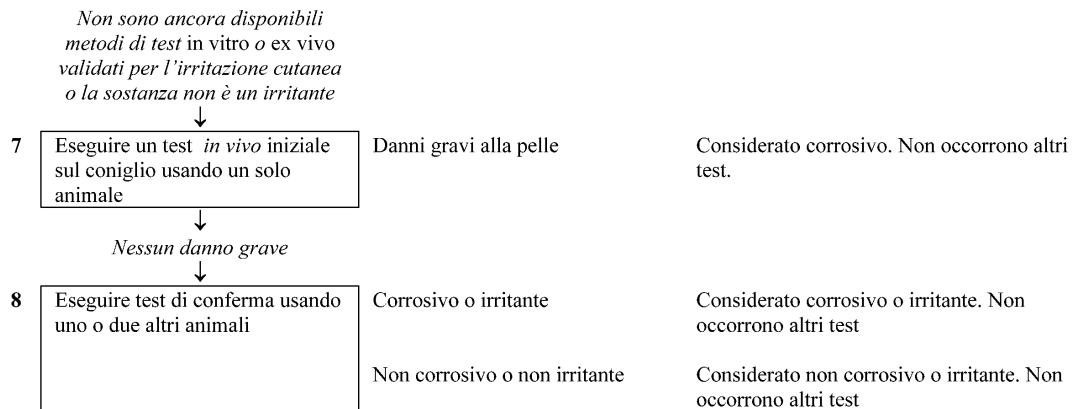 Non sono ancora disponibili
metodi di test in vitro o ex vivo
validati per l'irritazione cutanea
o la sostanza non è un irritante
↓
7 Eseguire un test in vivo iniziale Danni gravi alla pelle Considerato corrosivo. Non occorrono altri
sul coniglio usando un solo test.
animale
↓
Nessun danno grave
↓
8 Eseguire test di conferma usando Corrosivo o irritante Considerato corrosivo o irritante. Non
uno o due altri animali occorrono altri test
Non corrosivo o non irritante Considerato non corrosivo o irritante. Non
occorrono altri test